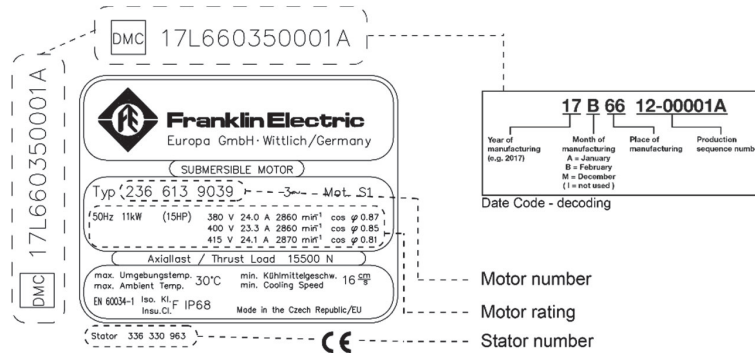 DMC 17L660350001A
DMC 17L660350001A
FE
Franklin Electric
Europa GmbH·Wittlich/Germany
SUBMERSIBLE MOTOR
Typ 236 613 9039 3~ Mot. S1
50Hz 11kW (15HP) 380 V 24.0 A 2860 min⁻¹ cos φ 0.87
400 V 23.3 A 2860 min⁻¹ cos φ 0.85
415 V 24.1 A 2870 min⁻¹ cos φ 0.81
Axiallast / Thrust Load 15500 N
max. Umgebungstemp. 30°C min. Kühlmittelgeschw. 16 cm/s
max. Ambient Temp. min. Cooling Speed
EN 60034-1 Iso. Kl. F IP68
Insu.Cl. Made in the Czech Republic/EU
Stator 336 330 963 CE
17 B 66 12-00001A
Year of manufacturing (e.g. 2017)
Month of manufacturing
A = January
B = February
M = December
( I = not used )
Place of manufacturing
Production sequence numb
Date Code - decoding
Motor number
Motor rating
Stator number